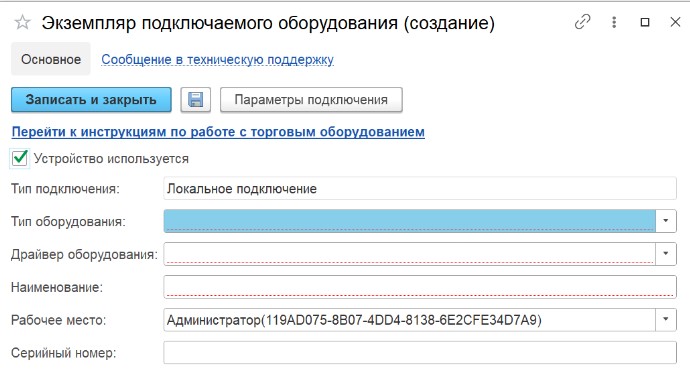 Экземпляр подключаемого оборудования (создание)
Основное Сообщение в техническую поддержку
Записать и закрыть Параметры подключения
Перейти к инструкциям по работе с торговым оборудованием
Устройство используется
Тип подключения: Локальное подключение
Тип оборудования:
Драйвер оборудования:
Наименование:
Рабочее место: Администратор(119AD075-8B07-4DD4-8138-6E2CFE34D7A9)
Серийный номер: